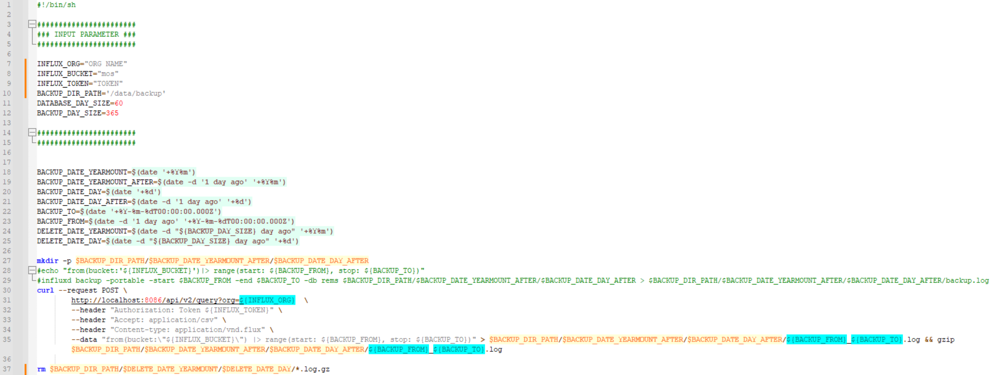 1 #!/bin/sh
2
3 #######################
4 ### INPUT PARAMETER ###
5 #######################
6
7 INFLUX_ORG="ORG NAME"
8 INFLUX_BUCKET="mos"
9 INFLUX_TOKEN="TOKEN"
10 BACKUP_DIR_PATH='/data/backup'
11 DATABASE_DAY_SIZE=60
12 BACKUP_DAY_SIZE=365
13
14 #######################
15 #######################
16
17
18 BACKUP_DATE_YEARMOUNT=$(date '+%Y%m')
19 BACKUP_DATE_YEARMOUNT_AFTER=$(date -d '1 day ago' '+%Y%m')
20 BACKUP_DATE_DAY=$(date '+%d')
21 BACKUP_DATE_DAY_AFTER=$(date -d '1 day ago' '+%d')
22 BACKUP_TO=$(date '+%Y-%m-%dT00:00:00.000Z')
23 BACKUP_FROM=$(date -d '1 day ago' '+%Y-%m-%dT00:00:00.000Z')
24 DELETE_DATE_YEARMOUNT=$(date -d "${BACKUP_DAY_SIZE} day ago" '+%Y%m')
25 DELETE_DATE_DAY=$(date -d "${BACKUP_DAY_SIZE} day ago" '+%d')
26
27 mkdir -p $BACKUP_DIR_PATH/$BACKUP_DATE_YEARMOUNT_AFTER/$BACKUP_DATE_DAY_AFTER
28 #echo "from(bucket:'${INFLUX_BUCKET}')|> range(start: ${BACKUP_FROM}, stop: ${BACKUP_TO})"
29 #influxd backup -portable -start $BACKUP_FROM -end $BACKUP_TO -db rems $BACKUP_DIR_PATH/$BACKUP_DATE_YEARMOUNT_AFTER/$BACKUP_DATE_DAY_AFTER > $BACKUP_DIR_PATH/$BACKUP_DATE_YEARMOUNT_AFTER/$BACKUP_DATE_DAY_AFTER/backup.log
30 curl --request POST \
31 http://localhost:8086/api/v2/query?org=${INFLUX_ORG}  \
32 --header "Authorization: Token ${INFLUX_TOKEN}" \
33 --header "Accept: application/csv" \
34 --header "Content-type: application/vnd.flux" \
35 --data "from(bucket:\"${INFLUX_BUCKET}\") |> range(start: ${BACKUP_FROM}, stop: ${BACKUP_TO})" > $BACKUP_DIR_PATH/$BACKUP_DATE_YEARMOUNT_AFTER/$BACKUP_DATE_DAY_AFTER/${BACKUP_FROM}_${BACKUP_TO}.log && gzip
$BACKUP_DIR_PATH/$BACKUP_DATE_YEARMOUNT_AFTER/$BACKUP_DATE_DAY_AFTER/${BACKUP_FROM}_${BACKUP_TO}.log
36
37 rm $BACKUP_DIR_PATH/$DELETE_DATE_YEARMOUNT/$DELETE_DATE_DAY/*.log.gz